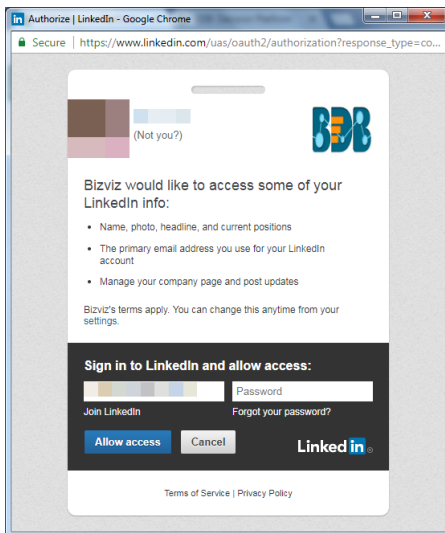 Authorize | LinkedIn - Google Chrome
Secure | https://www.linkedin.com/uas/oauth2/authorization?response_type=co...
(Not you?)
BDB
Bizviz would like to access some of your
LinkedIn info:
• Name, photo, headline, and current positions
• The primary email address you use for your LinkedIn
account
• Manage your company page and post updates
Bizviz's terms apply. You can change this anytime from your
settings.
Sign in to LinkedIn and allow access:
Password
Join LinkedIn Forgot your password?
Allow access Cancel Linked in ®
Terms of Service | Privacy Policy